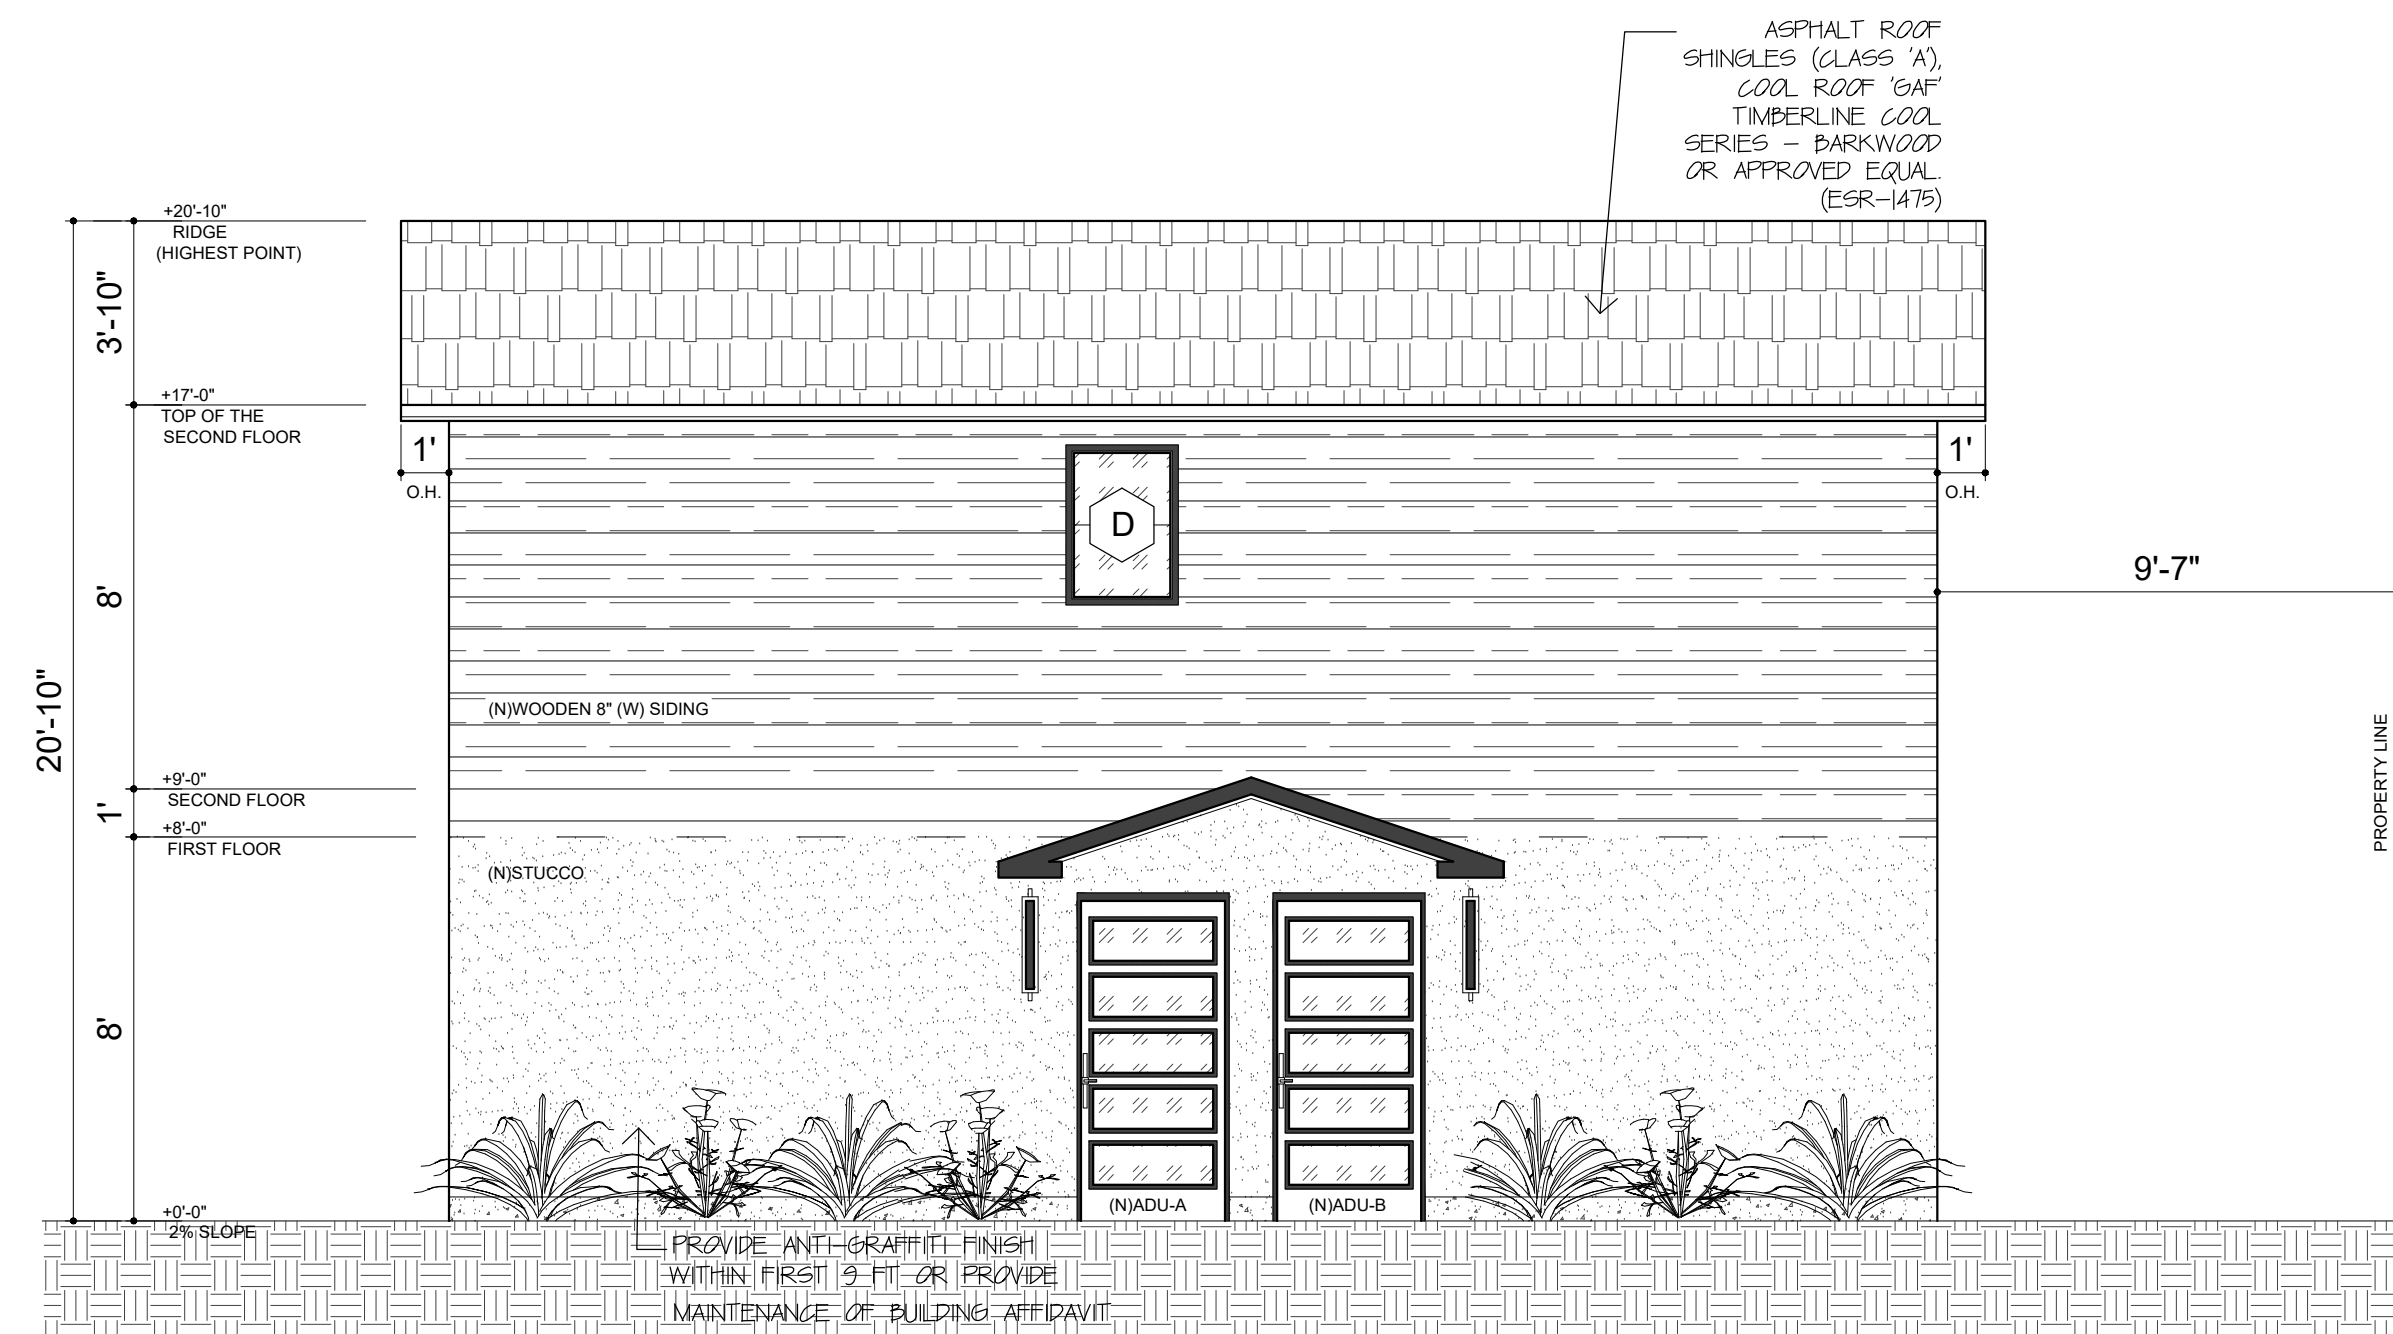 ASPHALT ROOF
SHINGLES (CLASS 'A'),
COOL ROOF 'GAF'
TIMBERLINE COOL
SERIES – BARKWOOD
OR APPROVED EQUAL.
(ESR–1475)
+20'-10"
RIDGE
(HIGHEST POINT)
3'-10"
+17'-0"
TOP OF THE
SECOND FLOOR
1'
O.H.
1'
O.H.
D
9'-7"
8'
20'-10"
(N)WOODEN 8" (W) SIDING
PROPERTY LINE
+9'-0"
SECOND FLOOR
1'
+8'-0"
FIRST FLOOR
(N)STUCCO
8'
(N)ADU-A
(N)ADU-B
+0'-0"
2% SLOPE
PROVIDE ANTI–GRAFFITI FINISH
WITHIN FIRST 9 FT OR PROVIDE
MAINTENANCE OF BUILDING AFFIDAVIT